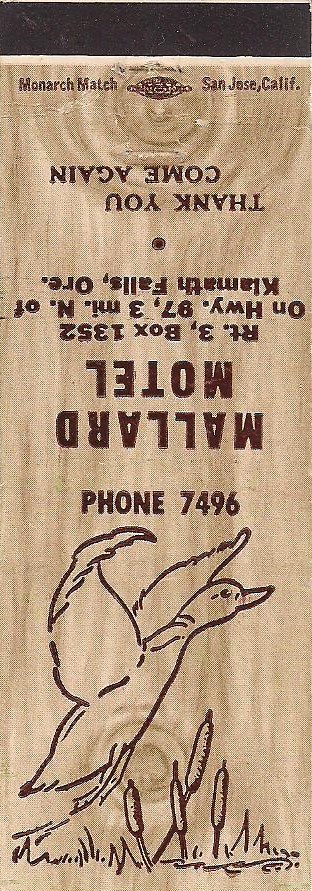 Monarch Match San Jose, Calif.
PHONE 7496
MALLARD
MOTEL
Rt. 3, Box 1352
On Hwy. 97, 3 mi. N. of
Klamath Falls, Ore.
•
THANK YOU
COME AGAIN